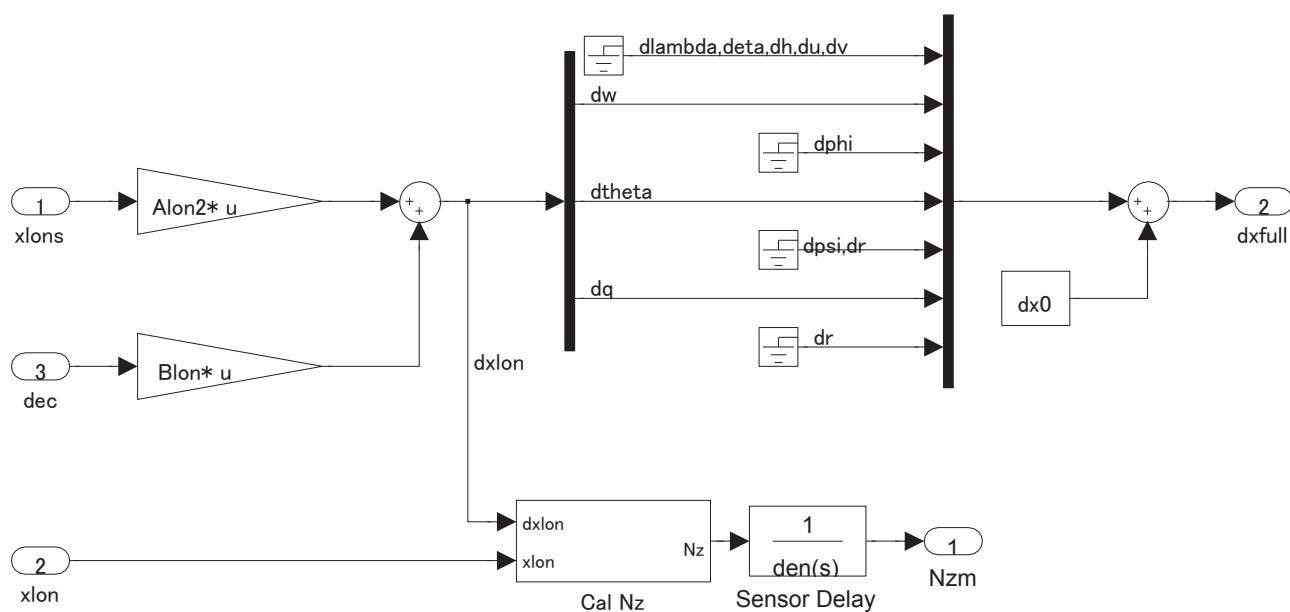 dlambda,deta,dh,du,dv
dw
dphi
1
xlons
Alon2* u
+
+
dtheta
+
+
2
dxfull
dpsi,dr
dx0
dq
3
dec
Blon* u
dxlon
dr
2
xlon
dxlon
xlon
Nz
Cal Nz
1
den(s)
Sensor Delay
1
Nzm